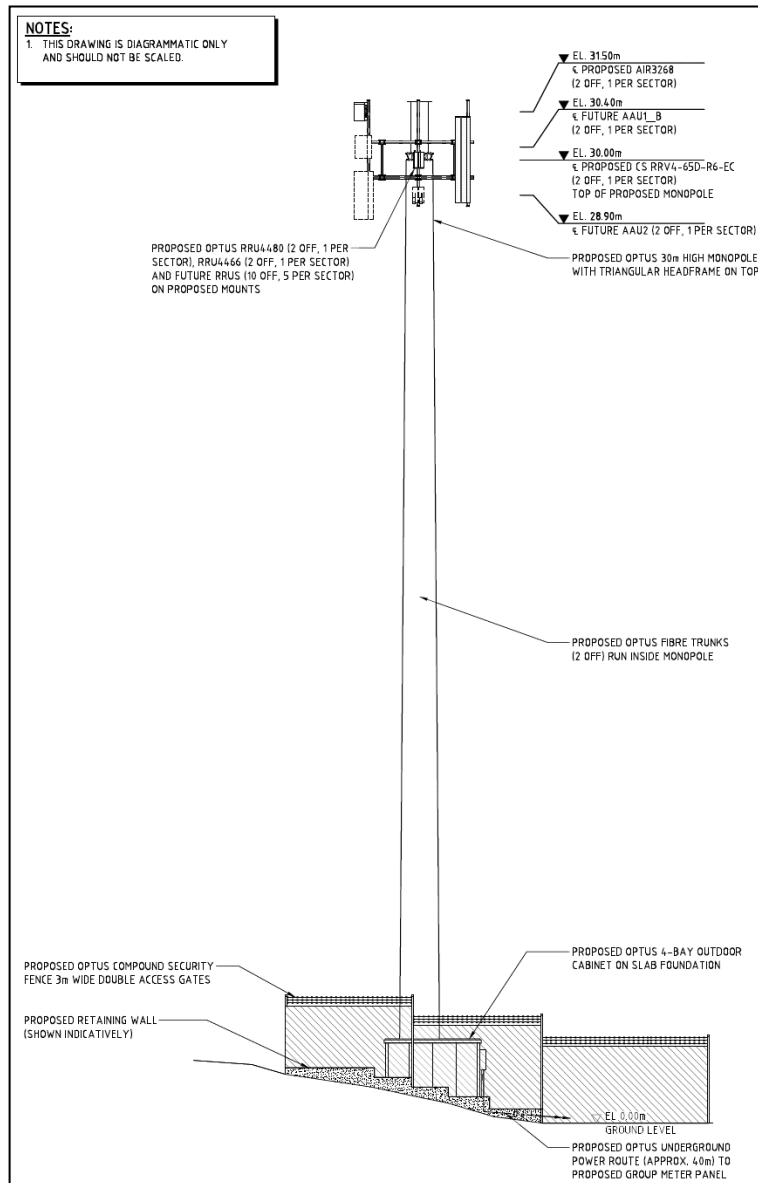 NOTES:
1. THIS DRAWING IS DIAGRAMMATIC ONLY
AND SHOULD NOT BE SCALED.
EL. 31.50m
℄ PROPOSED AIR3268
(2 OFF, 1 PER SECTOR)
EL. 30.40m
℄ FUTURE AAU1_B
(2 OFF, 1 PER SECTOR)
EL. 30.00m
℄ PROPOSED CS RRV4-65D-R6-EC
(2 OFF, 1 PER SECTOR)
TOP OF PROPOSED MONOPOLE
EL. 28.90m
℄ FUTURE AAU2 (2 OFF, 1 PER SECTOR)
PROPOSED OPTUS RRU4480 (2 OFF, 1 PER
SECTOR), RRU4466 (2 OFF, 1 PER SECTOR)
AND FUTURE RRUS (10 OFF, 5 PER SECTOR)
ON PROPOSED MOUNTS
PROPOSED OPTUS 30m HIGH MONOPOLE
WITH TRIANGULAR HEADFRAME ON TOP
PROPOSED OPTUS FIBRE TRUNKS
(2 OFF) RUN INSIDE MONOPOLE
PROPOSED OPTUS COMPOUND SECURITY
FENCE 3m WIDE DOUBLE ACCESS GATES
PROPOSED OPTUS 4-BAY OUTDOOR
CABINET ON SLAB FOUNDATION
PROPOSED RETAINING WALL
(SHOWN INDICATIVELY)
EL 0.00m
GROUND LEVEL
PROPOSED OPTUS UNDERGROUND
POWER ROUTE (APPROX. 40m) TO
PROPOSED GROUP METER PANEL